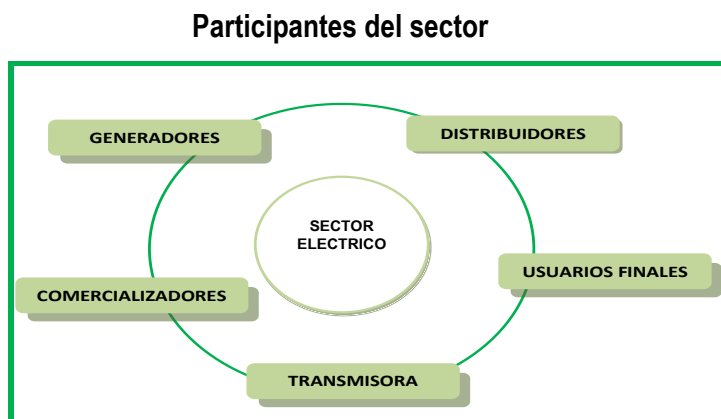 Participantes del sector
GENERADORES
DISTRIBUIDORES
SECTOR
ELECTRICO
USUARIOS FINALES
COMERCIALIZADORES
TRANSMISORA